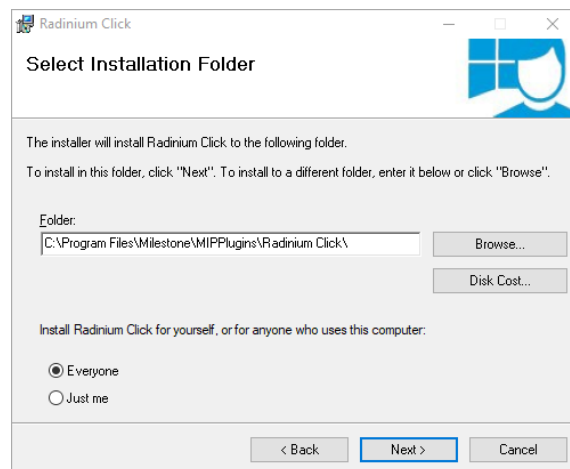 Radinium Click
Select Installation Folder
The installer will install Radinium Click to the following folder.
To install in this folder, click "Next". To install to a different folder, enter it below or click "Browse".
Folder:
C:\Program Files\Milestone\MIPPlugins\Radinium Click\
Browse...
Disk Cost...
Install Radinium Click for yourself, or for anyone who uses this computer:
Everyone
Just me
< Back
Next >
Cancel